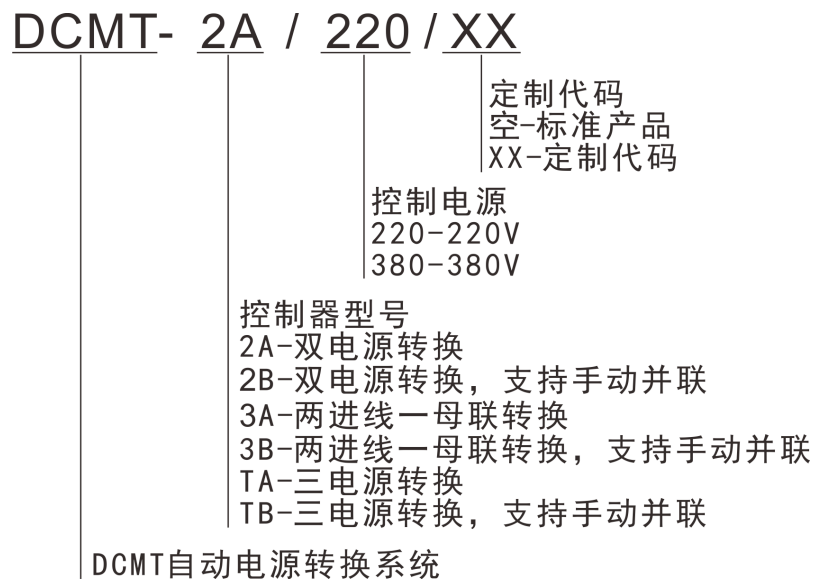 DCMT- 2A / 220 / XX
定制代码
空-标准产品
XX-定制代码
控制电源
220-220V
380-380V
控制器型号
2A-双电源转换
2B-双电源转换，支持手动并联
3A-两进线一母联转换
3B-两进线一母联转换，支持手动并联
TA-三电源转换
TB-三电源转换，支持手动并联
DCMT自动电源转换系统